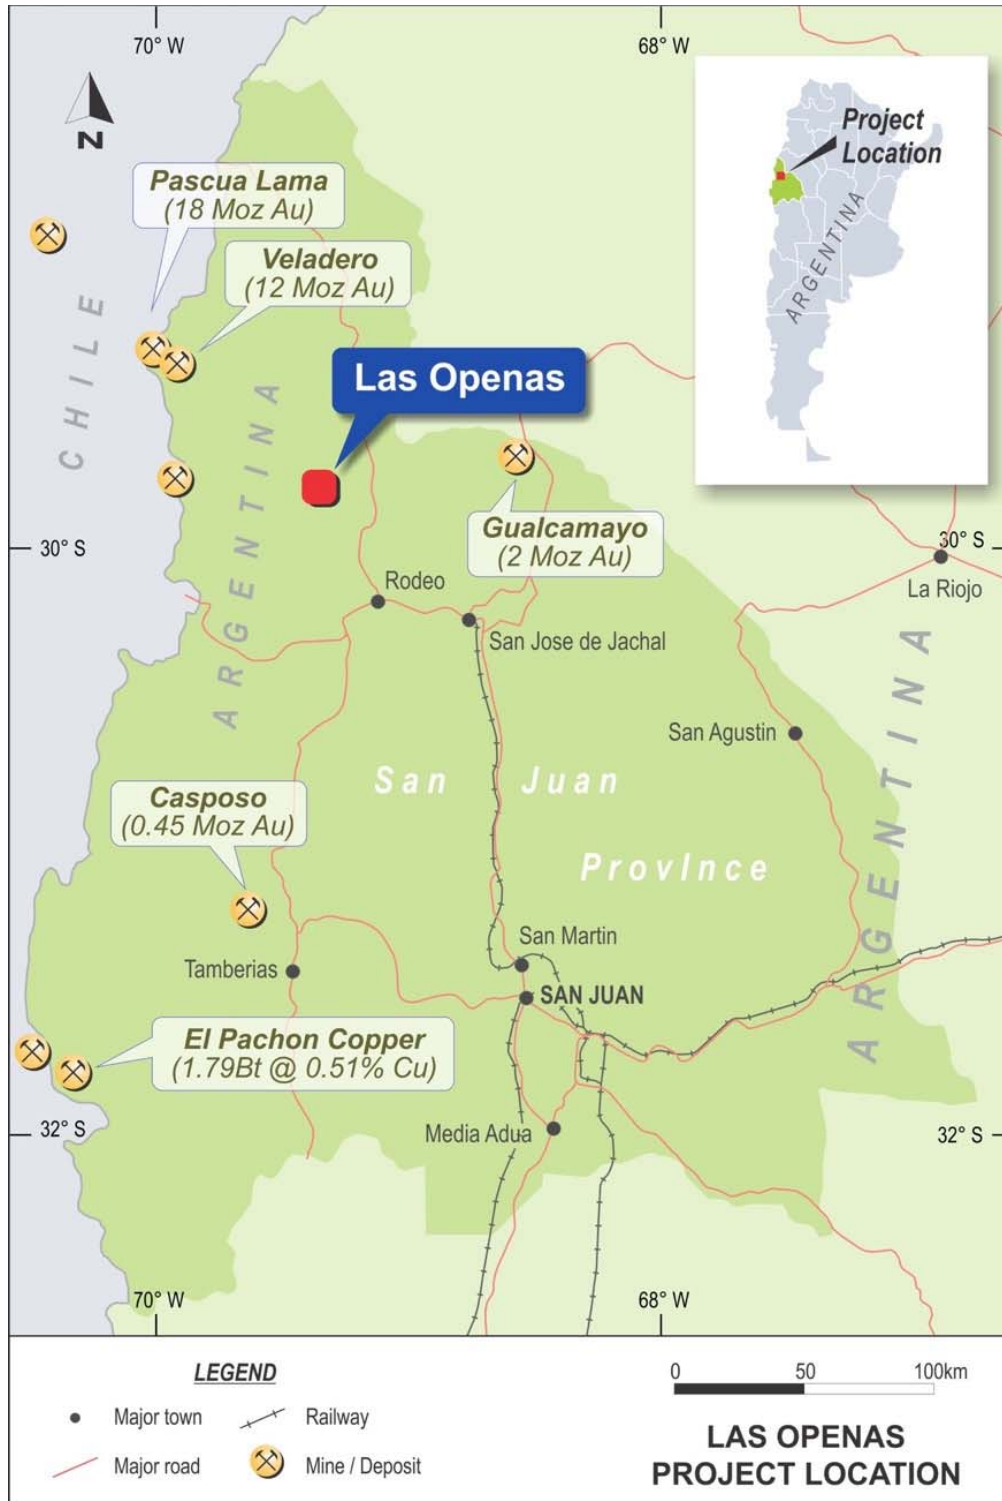 70° W
68° W
N
Project
Location
ARGENTINA
Pascua Lama
(18 Moz Au)
Veladero
(12 Moz Au)
CHILE
Las Openas
ARGENTINA
Gualcamayo
(2 Moz Au)
30° S
30° S
La Riojo
Rodeo
San Jose de Jachal
ARGENTINA
San Agustin
San Juan
ProvInce
Casposo
(0.45 Moz Au)
San Martin
Tamberias
SAN JUAN
El Pachon Copper
(1.79Bt @ 0.51% Cu)
Media Adua
32° S
32° S
70° W
68° W
LEGEND
Major town
Railway
Major road
Mine / Deposit
0 50 100km
LAS OPENAS
PROJECT LOCATION